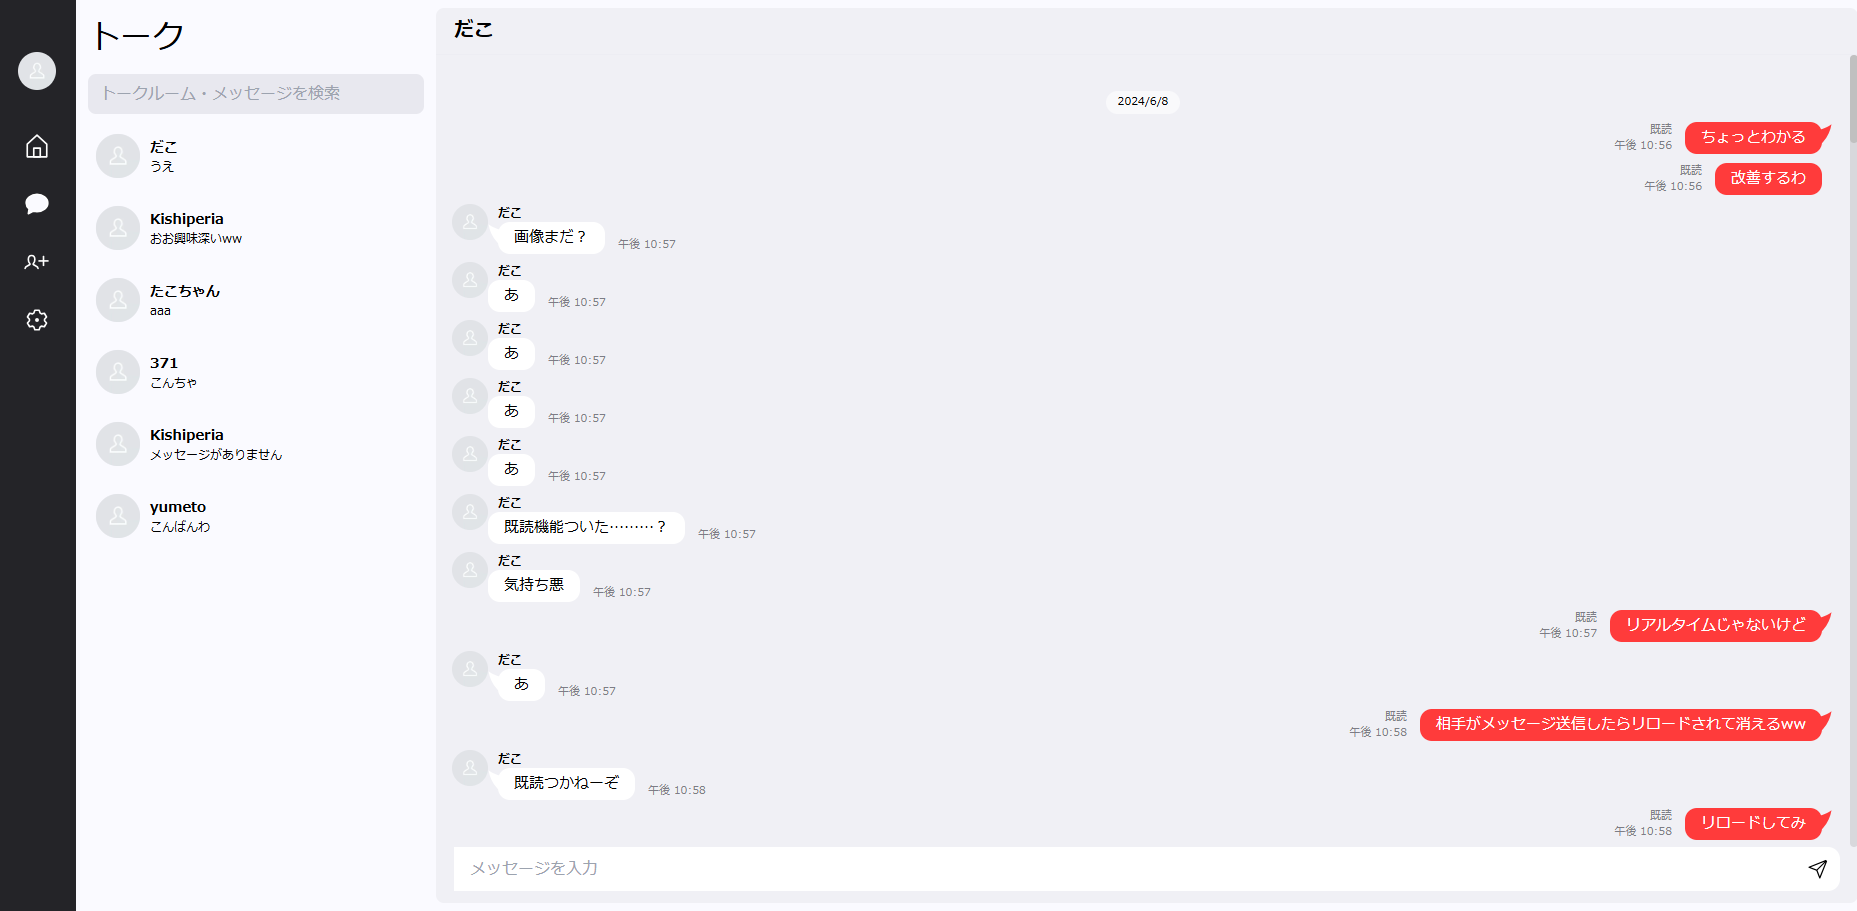 トーク
トークルーム・メッセージを検索
だこ
うえ
Kishiperia
おお興味深いww
たこちゃん
aaa
371
こんちゃ
Kishiperia
メッセージがありません
yumeto
こんばんわ
だこ
2024/6/8
既読
午後 10:56
ちょっとわかる
既読
午後 10:56
改善するわ
だこ
画像まだ？
午後 10:57
だこ
あ
午後 10:57
だこ
あ
午後 10:57
だこ
あ
午後 10:57
だこ
あ
午後 10:57
だこ
既読機能ついた………？
午後 10:57
だこ
気持ち悪
午後 10:57
既読
午後 10:57
リアルタイムじゃないけど
だこ
あ
午後 10:57
既読
午後 10:58
相手がメッセージ送信したらリロードされて消えるww
だこ
既読つかねーぞ
午後 10:58
既読
午後 10:58
リロードしてみ
メッセージを入力